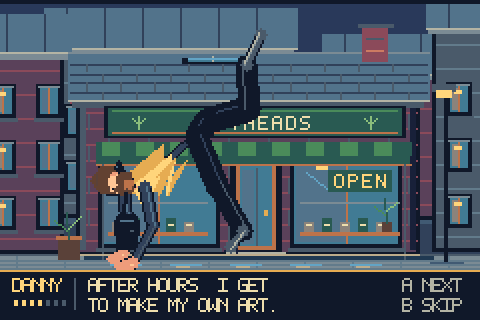 HEADS
OPEN
DANNY
AFTER HOURS I GET
TO MAKE MY OWN ART.
A NEXT
B SKIP